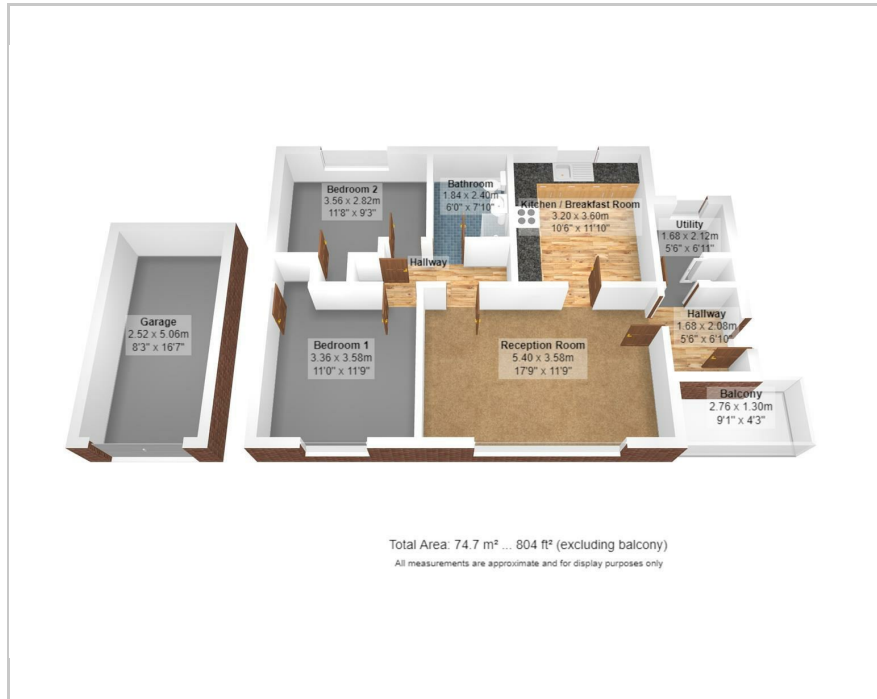 Bedroom 2
3.56 x 2.82m
11'8" x 9'3"
Bathroom
1.84 x 2.40m
6'0" x 7'10"
Kitchen / Breakfast Room
3.20 x 3.60m
10'6" x 11'10"
Utility
1.68 x 2.12m
5'6" x 6'11"
Hallway
Hallway
1.68 x 2.08m
5'6" x 6'10"
Garage
2.52 x 5.06m
8'3" x 16'7"
Bedroom 1
3.36 x 3.58m
11'0" x 11'9"
Reception Room
5.40 x 3.58m
17'9" x 11'9"
Balcony
2.76 x 1.30m
9'1" x 4'3"
Total Area: 74.7 m² ... 804 ft² (excluding balcony)
All measurements are approximate and for display purposes only